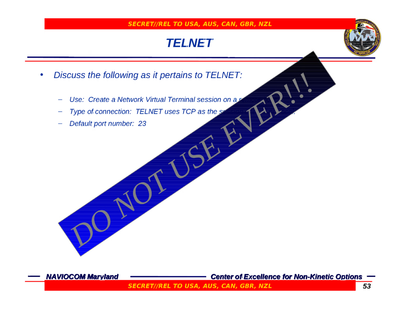 SECRET//REL TO USA, AUS, CAN, GBR, NZL
TELNET
• Discuss the following as it pertains to TELNET:
– Use: Create a Network Virtual Terminal session on a
– Type of connection: TELNET uses TCP as the
– Default port number: 23
DO NOT USE EVER!!!
NAVIOCOM Maryland
Center of Excellence for Non-Kinetic Options
SECRET//REL TO USA, AUS, CAN, GBR, NZL
53